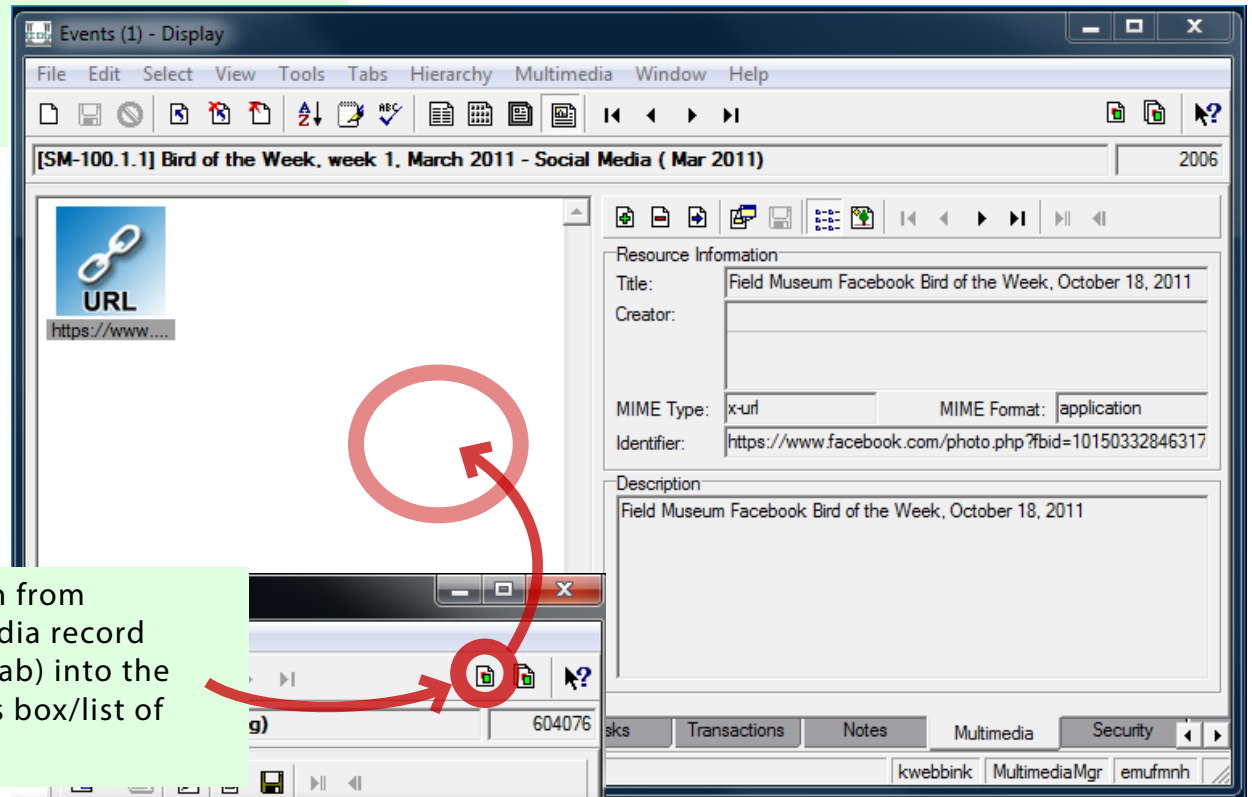 Events (1) - Display
File Edit Select View Tools Tabs Hierarchy Multimedia Window Help
[SM-100.1.1] Bird of the Week, week 1, March 2011 - Social Media ( Mar 2011) 2006
URL
https://www....
Resource Information
Title: Field Museum Facebook Bird of the Week, October 18, 2011
Creator:
MIME Type: x-url MIME Format: application
Identifier: https://www.facebook.com/photo.php?fbid=10150332846317
Description
Field Museum Facebook Bird of the Week, October 18, 2011
from
dia record
ab) into the
s box/list of
g) 604076
sks Transactions Notes Multimedia Security
kwebbink MultimediaMgr emufmnh